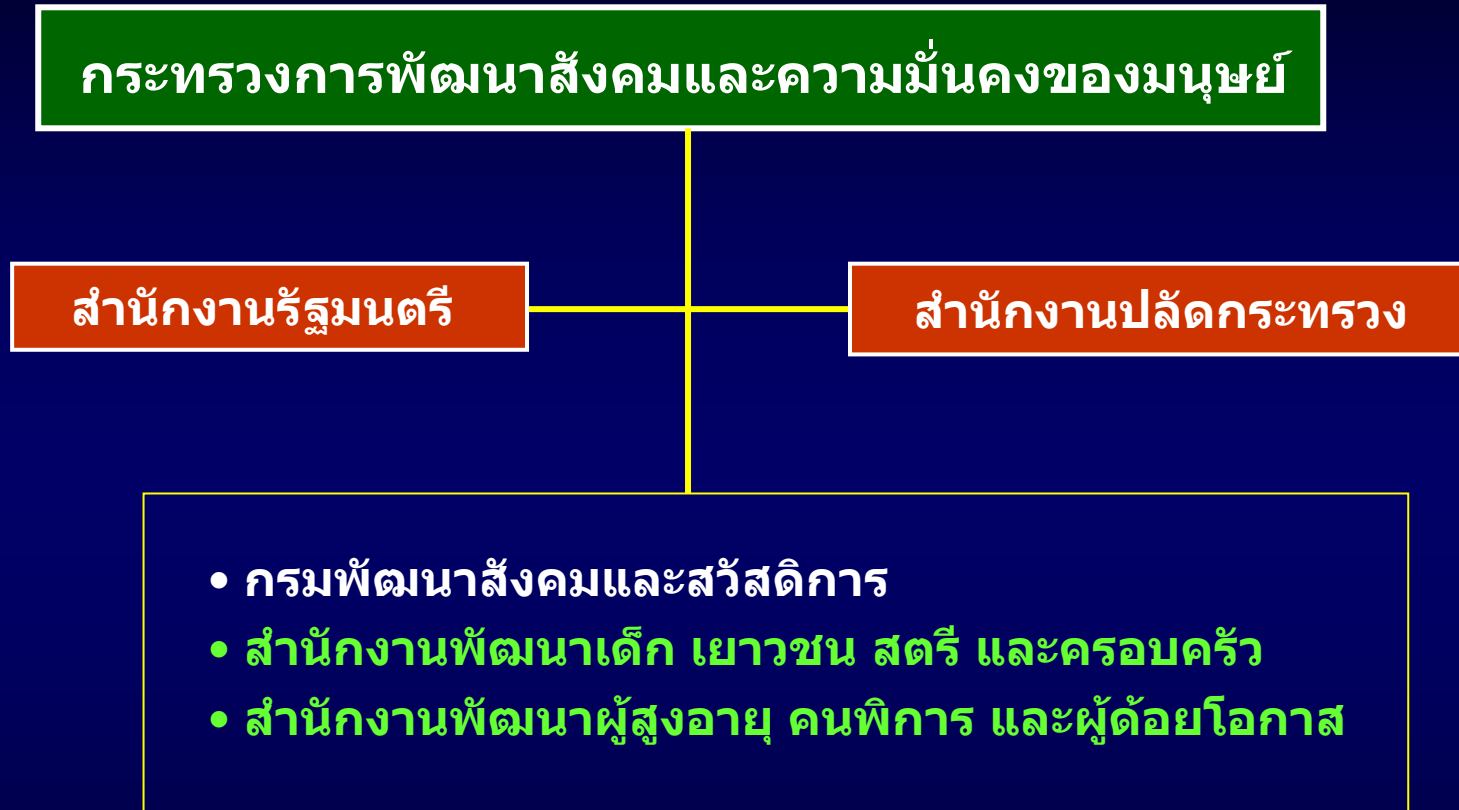 กระทรวงการพัฒนาสังคมและความมั่นคงของมนุษย์
สำนักงานรัฐมนตรี
สำนักงานปลัดกระทรวง
• กรมพัฒนาสังคมและสวัสดิการ
• สำนักงานพัฒนาเด็ก เยาวชน สตรี และครอบครัว
• สำนักงานพัฒนาผู้สูงอายุ คนพิการ และผู้ด้อยโอกาส